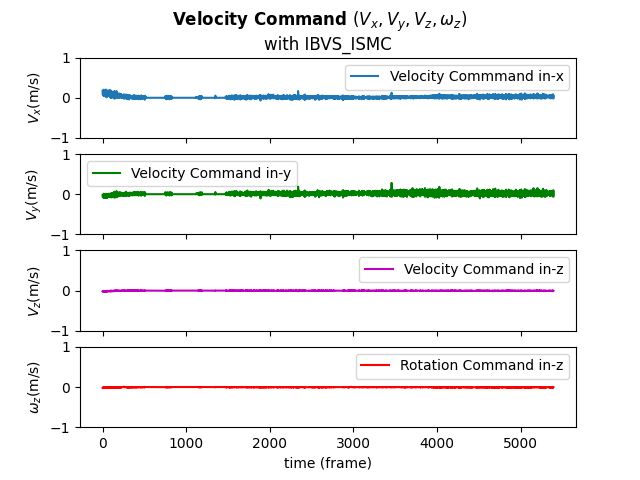 Velocity Command (Vx, Vy, Vz, ωz)
with IBVS_ISMC
1
0
−1
Vx(m/s)
Velocity Commmand in-x
1
0
−1
Vy(m/s)
Velocity Command in-y
1
0
−1
Vz(m/s)
Velocity Command in-z
1
0
−1
ωz(m/s)
Rotation Command in-z
0 1000 2000 3000 4000 5000
time (frame)